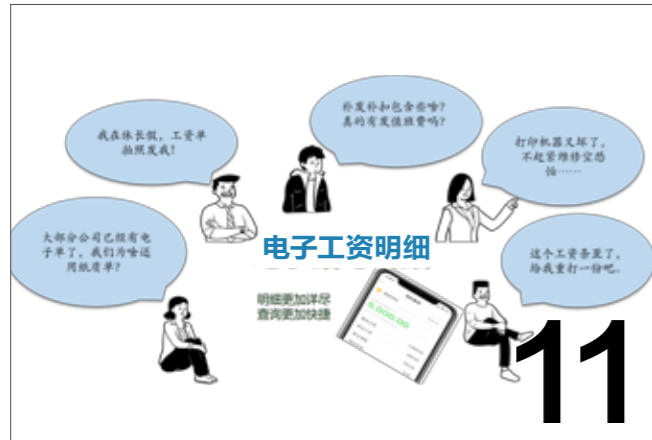 补发补扣包含些啥?
真的有发值班费吗?
我在休长假,工资单
拍照发我!
打印机器又坏了,
不赶紧维修空恐
怕……
大部分公司已经有电
子单了,我们为啥还
用纸质单?
电子工资明细
这个工资条丢了,
给我重打一份吧。
明细更加详尽
查询更加快捷
6,000.00
11